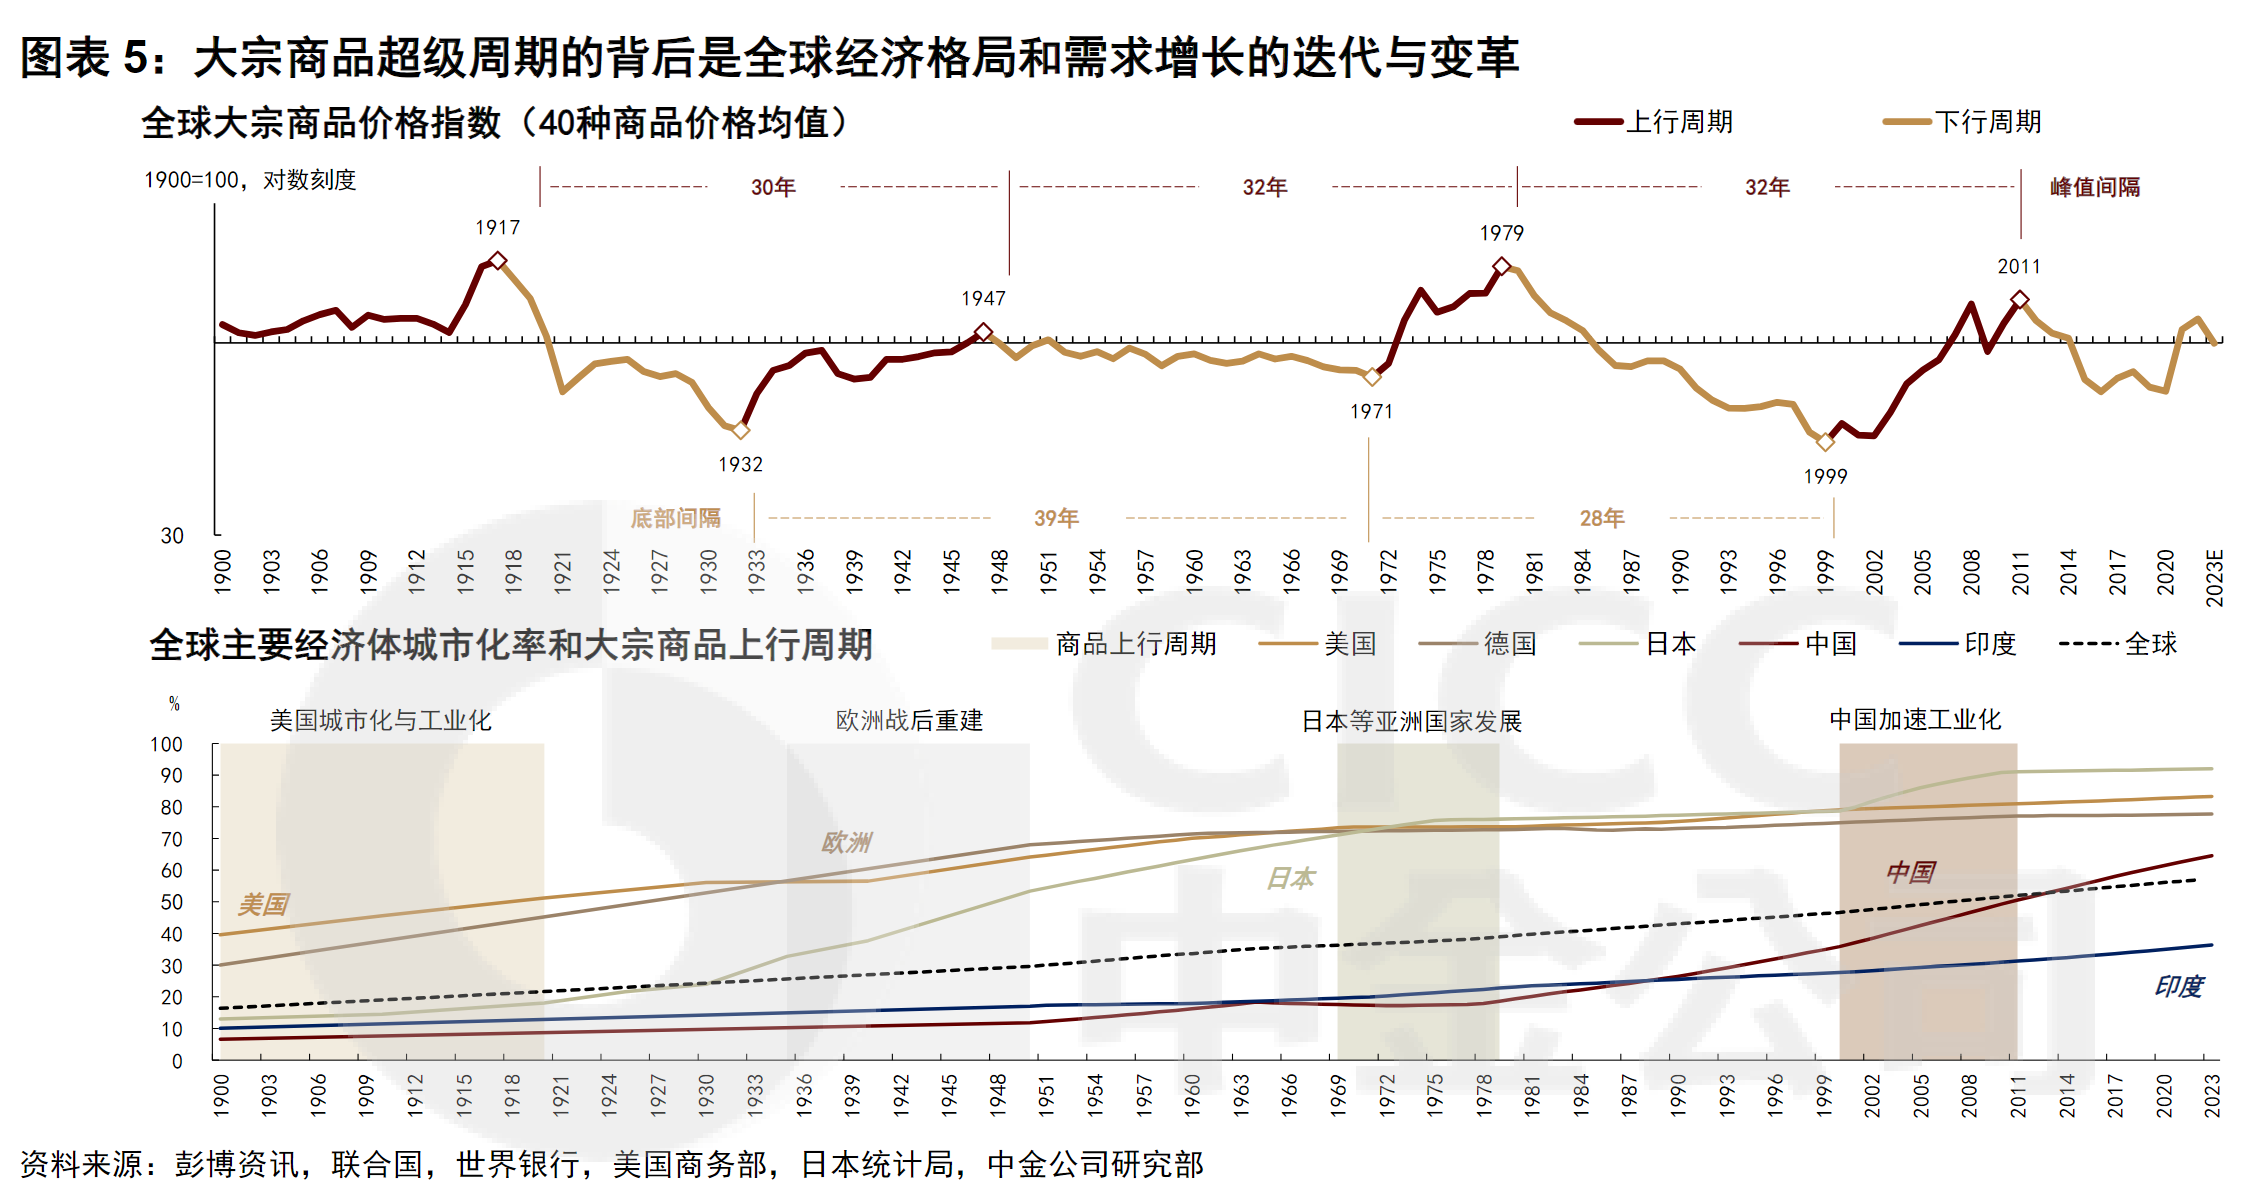 图表 5：大宗商品超级周期的背后是全球经济格局和需求增长的迭代与变革
全球大宗商品价格指数（40种商品价格均值）
上行周期 下行周期
1900=100，对数刻度
30年 32年 32年 峰值间隔
1917
1979
2011
1947
1971
1932
1999
底部间隔 39年 28年
30
1900 1903 1906 1909 1912 1915 1918 1921 1924 1927 1930 1933 1936 1939 1942 1945 1948 1951 1954 1957 1960 1963 1966 1969 1972 1975 1978 1981 1984 1987 1990 1993 1996 1999 2002 2005 2008 2011 2014 2017 2020 2023E
全球主要经济体城市化率和大宗商品上行周期
商品上行周期 美国 德国 日本 中国 印度 全球
%
美国城市化与工业化 欧洲战后重建 日本等亚洲国家发展 中国加速工业化
100
90
80
70
60
50
40
30
20
10
0
欧洲
美国
日本
中国
印度
1900 1903 1906 1909 1912 1915 1918 1921 1924 1927 1930 1933 1936 1939 1942 1945 1948 1951 1954 1957 1960 1963 1966 1969 1972 1975 1978 1981 1984 1987 1990 1993 1996 1999 2002 2005 2008 2011 2014 2017 2020 2023
CICC
中金公司
资料来源：彭博资讯，联合国，世界银行，美国商务部，日本统计局，中金公司研究部